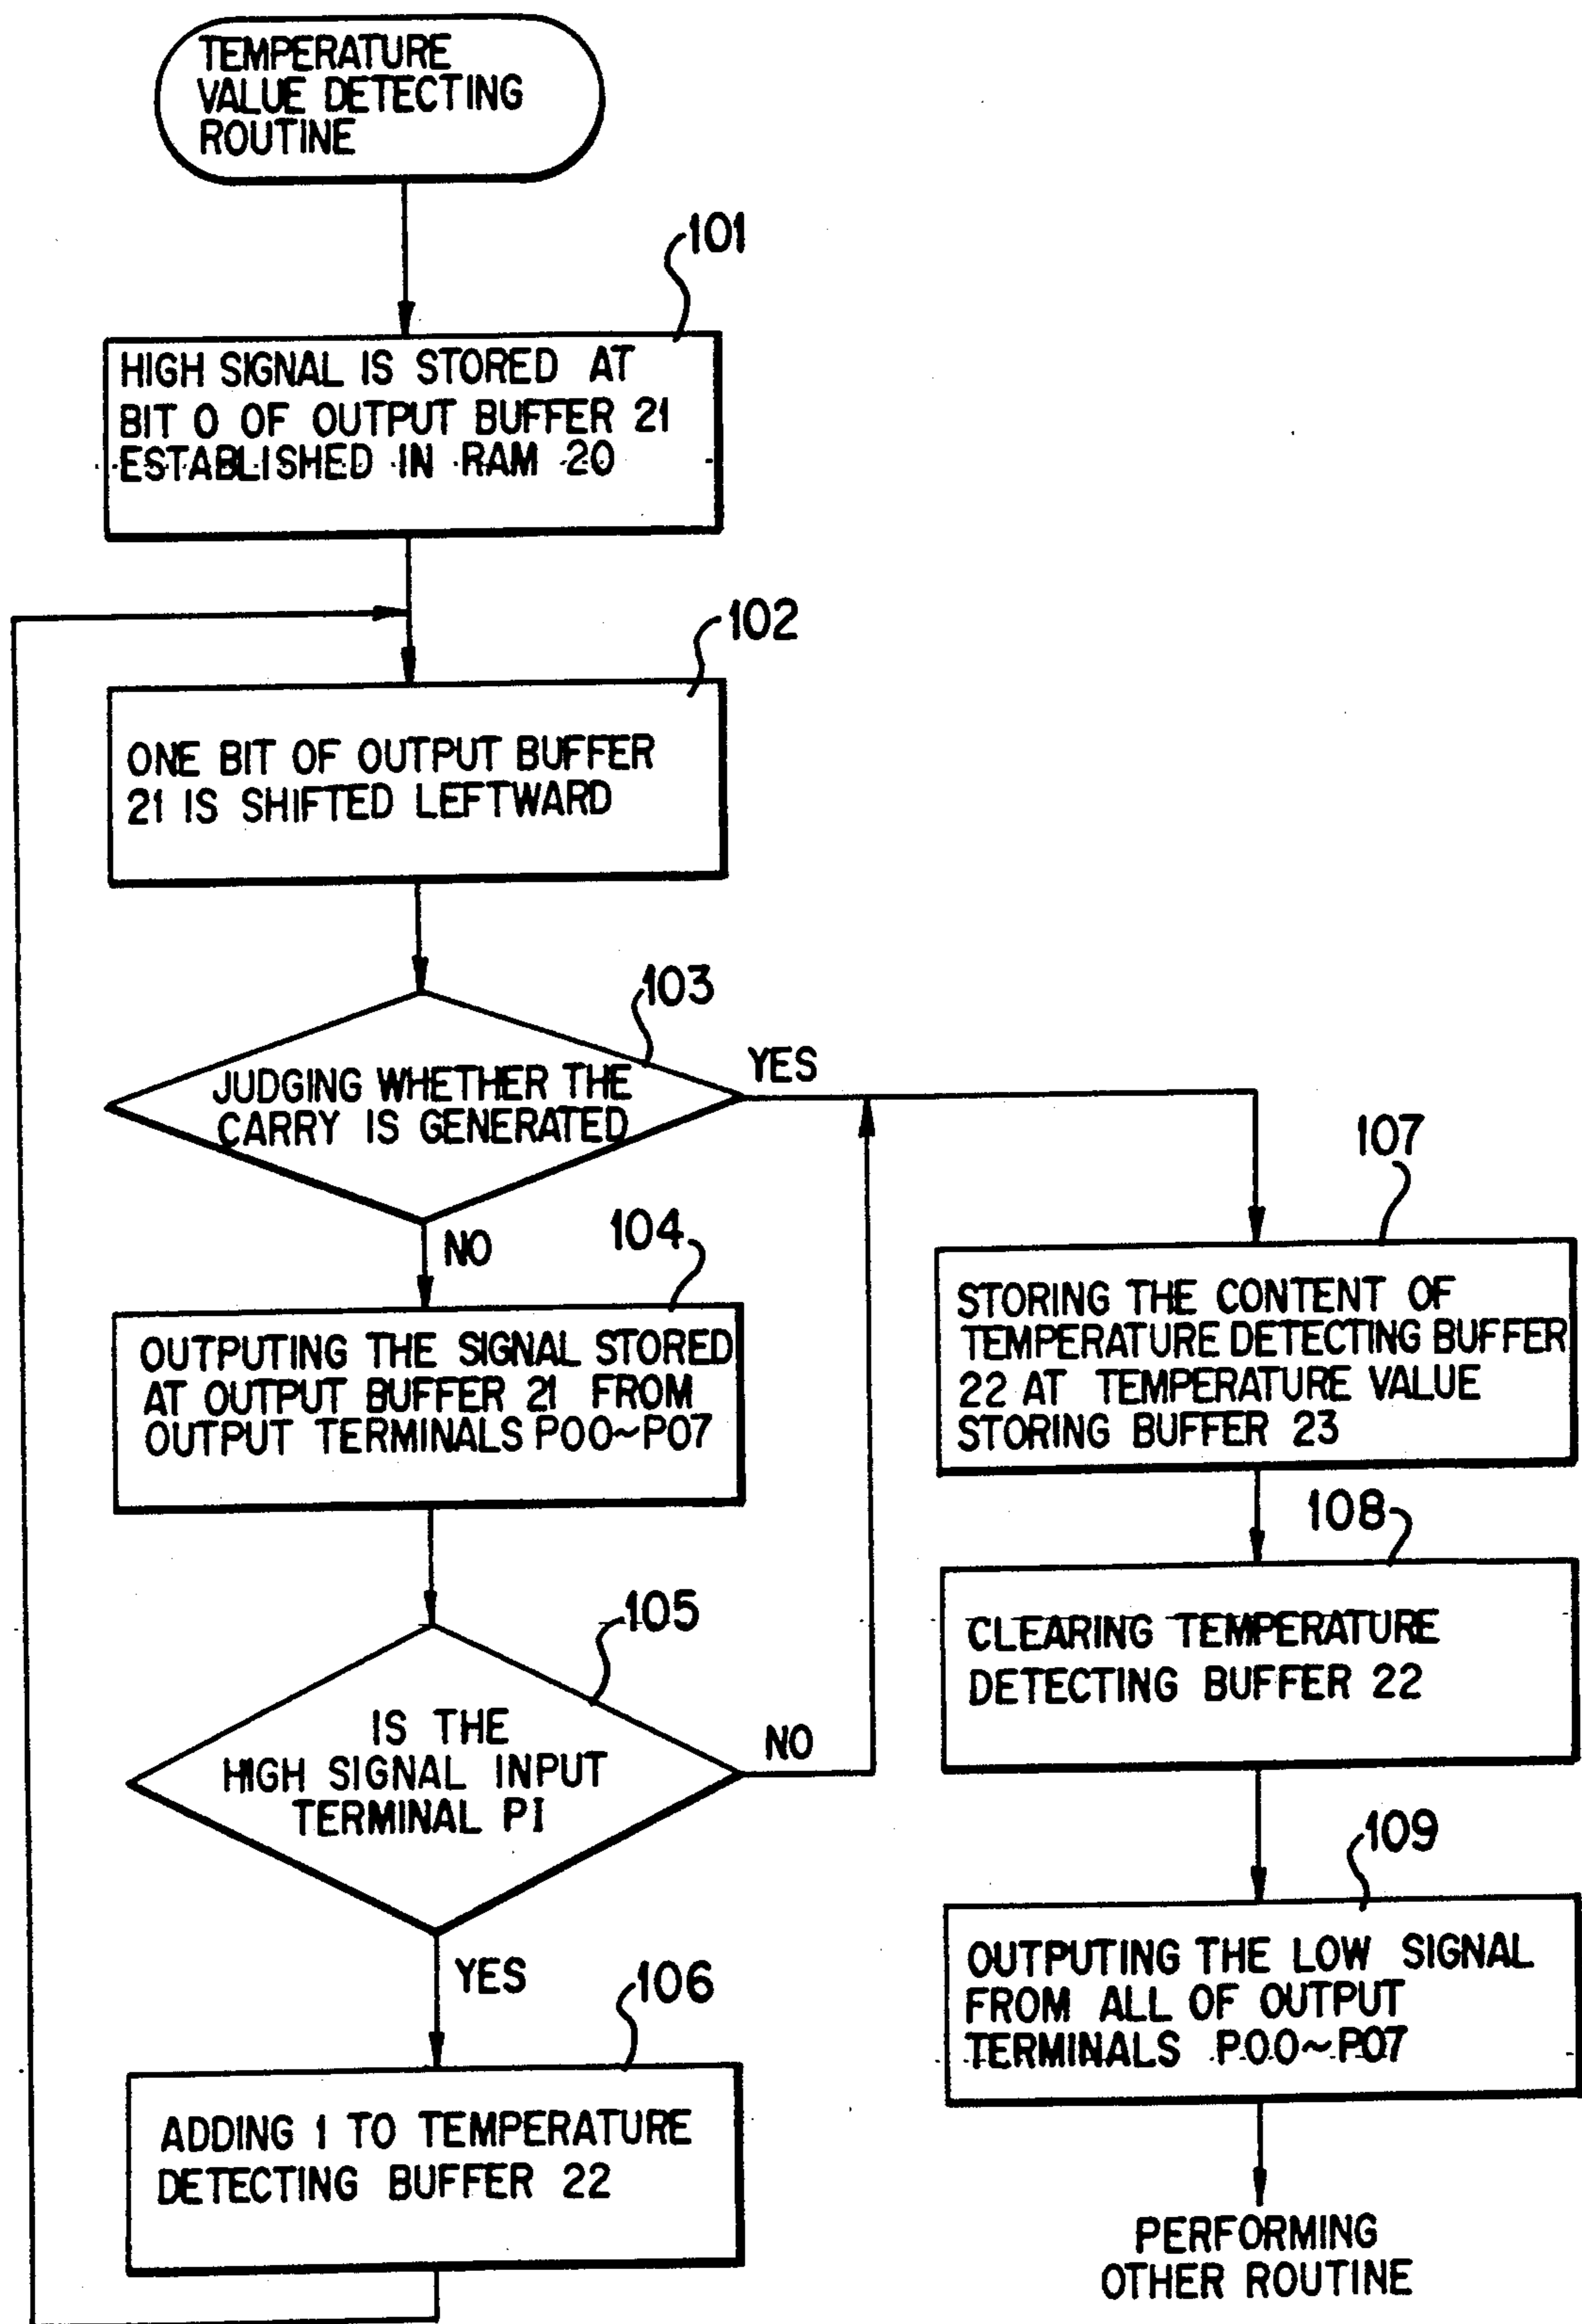 TEMPERATURE
VALUE DETECTING
ROUTINE
101
HIGH SIGNAL IS STORED AT
BIT 0 OF OUTPUT BUFFER 21
ESTABLISHED IN RAM 20
102
ONE BIT OF OUTPUT BUFFER
21 IS SHIFTED LEFTWARD
103
JUDGING WHETHER THE
CARRY IS GENERATED
YES
NO
104
OUTPUTING THE SIGNAL STORED
AT OUTPUT BUFFER 21 FROM
OUTPUT TERMINALS P00~P07
105
IS THE
HIGH SIGNAL INPUT
TERMINAL PI
NO
YES
106
ADDING 1 TO TEMPERATURE
DETECTING BUFFER 22
107
STORING THE CONTENT OF
TEMPERATURE DETECTING BUFFER
22 AT TEMPERATURE VALUE
STORING BUFFER 23
108
CLEARING TEMPERATURE
DETECTING BUFFER 22
109
OUTPUTING THE LOW SIGNAL
FROM ALL OF OUTPUT
TERMINALS P00~P07
PERFORMING
OTHER ROUTINE